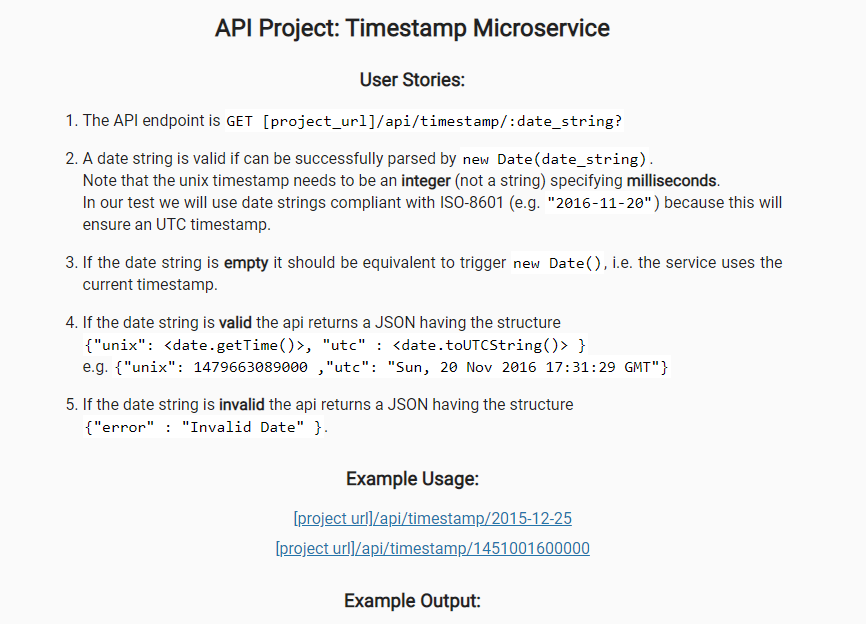 API Project: Timestamp Microservice
User Stories:
1. The API endpoint is GET [project_url]/api/timestamp/:date_string?
2. A date string is valid if can be successfully parsed by new Date(date_string).
Note that the unix timestamp needs to be an integer (not a string) specifying milliseconds.
In our test we will use date strings compliant with ISO-8601 (e.g. "2016-11-20") because this will
ensure an UTC timestamp.
3. If the date string is empty it should be equivalent to trigger new Date(), i.e. the service uses the
current timestamp.
4. If the date string is valid the api returns a JSON having the structure
{"unix": <date.getTime()>, "utc" : <date.toUTCString()> }
e.g. {"unix": 1479663089000 ,"utc": "Sun, 20 Nov 2016 17:31:29 GMT"}
5. If the date string is invalid the api returns a JSON having the structure
{"error" : "Invalid Date" }.
Example Usage:
[project url]/api/timestamp/2015-12-25
[project url]/api/timestamp/1451001600000
Example Output: